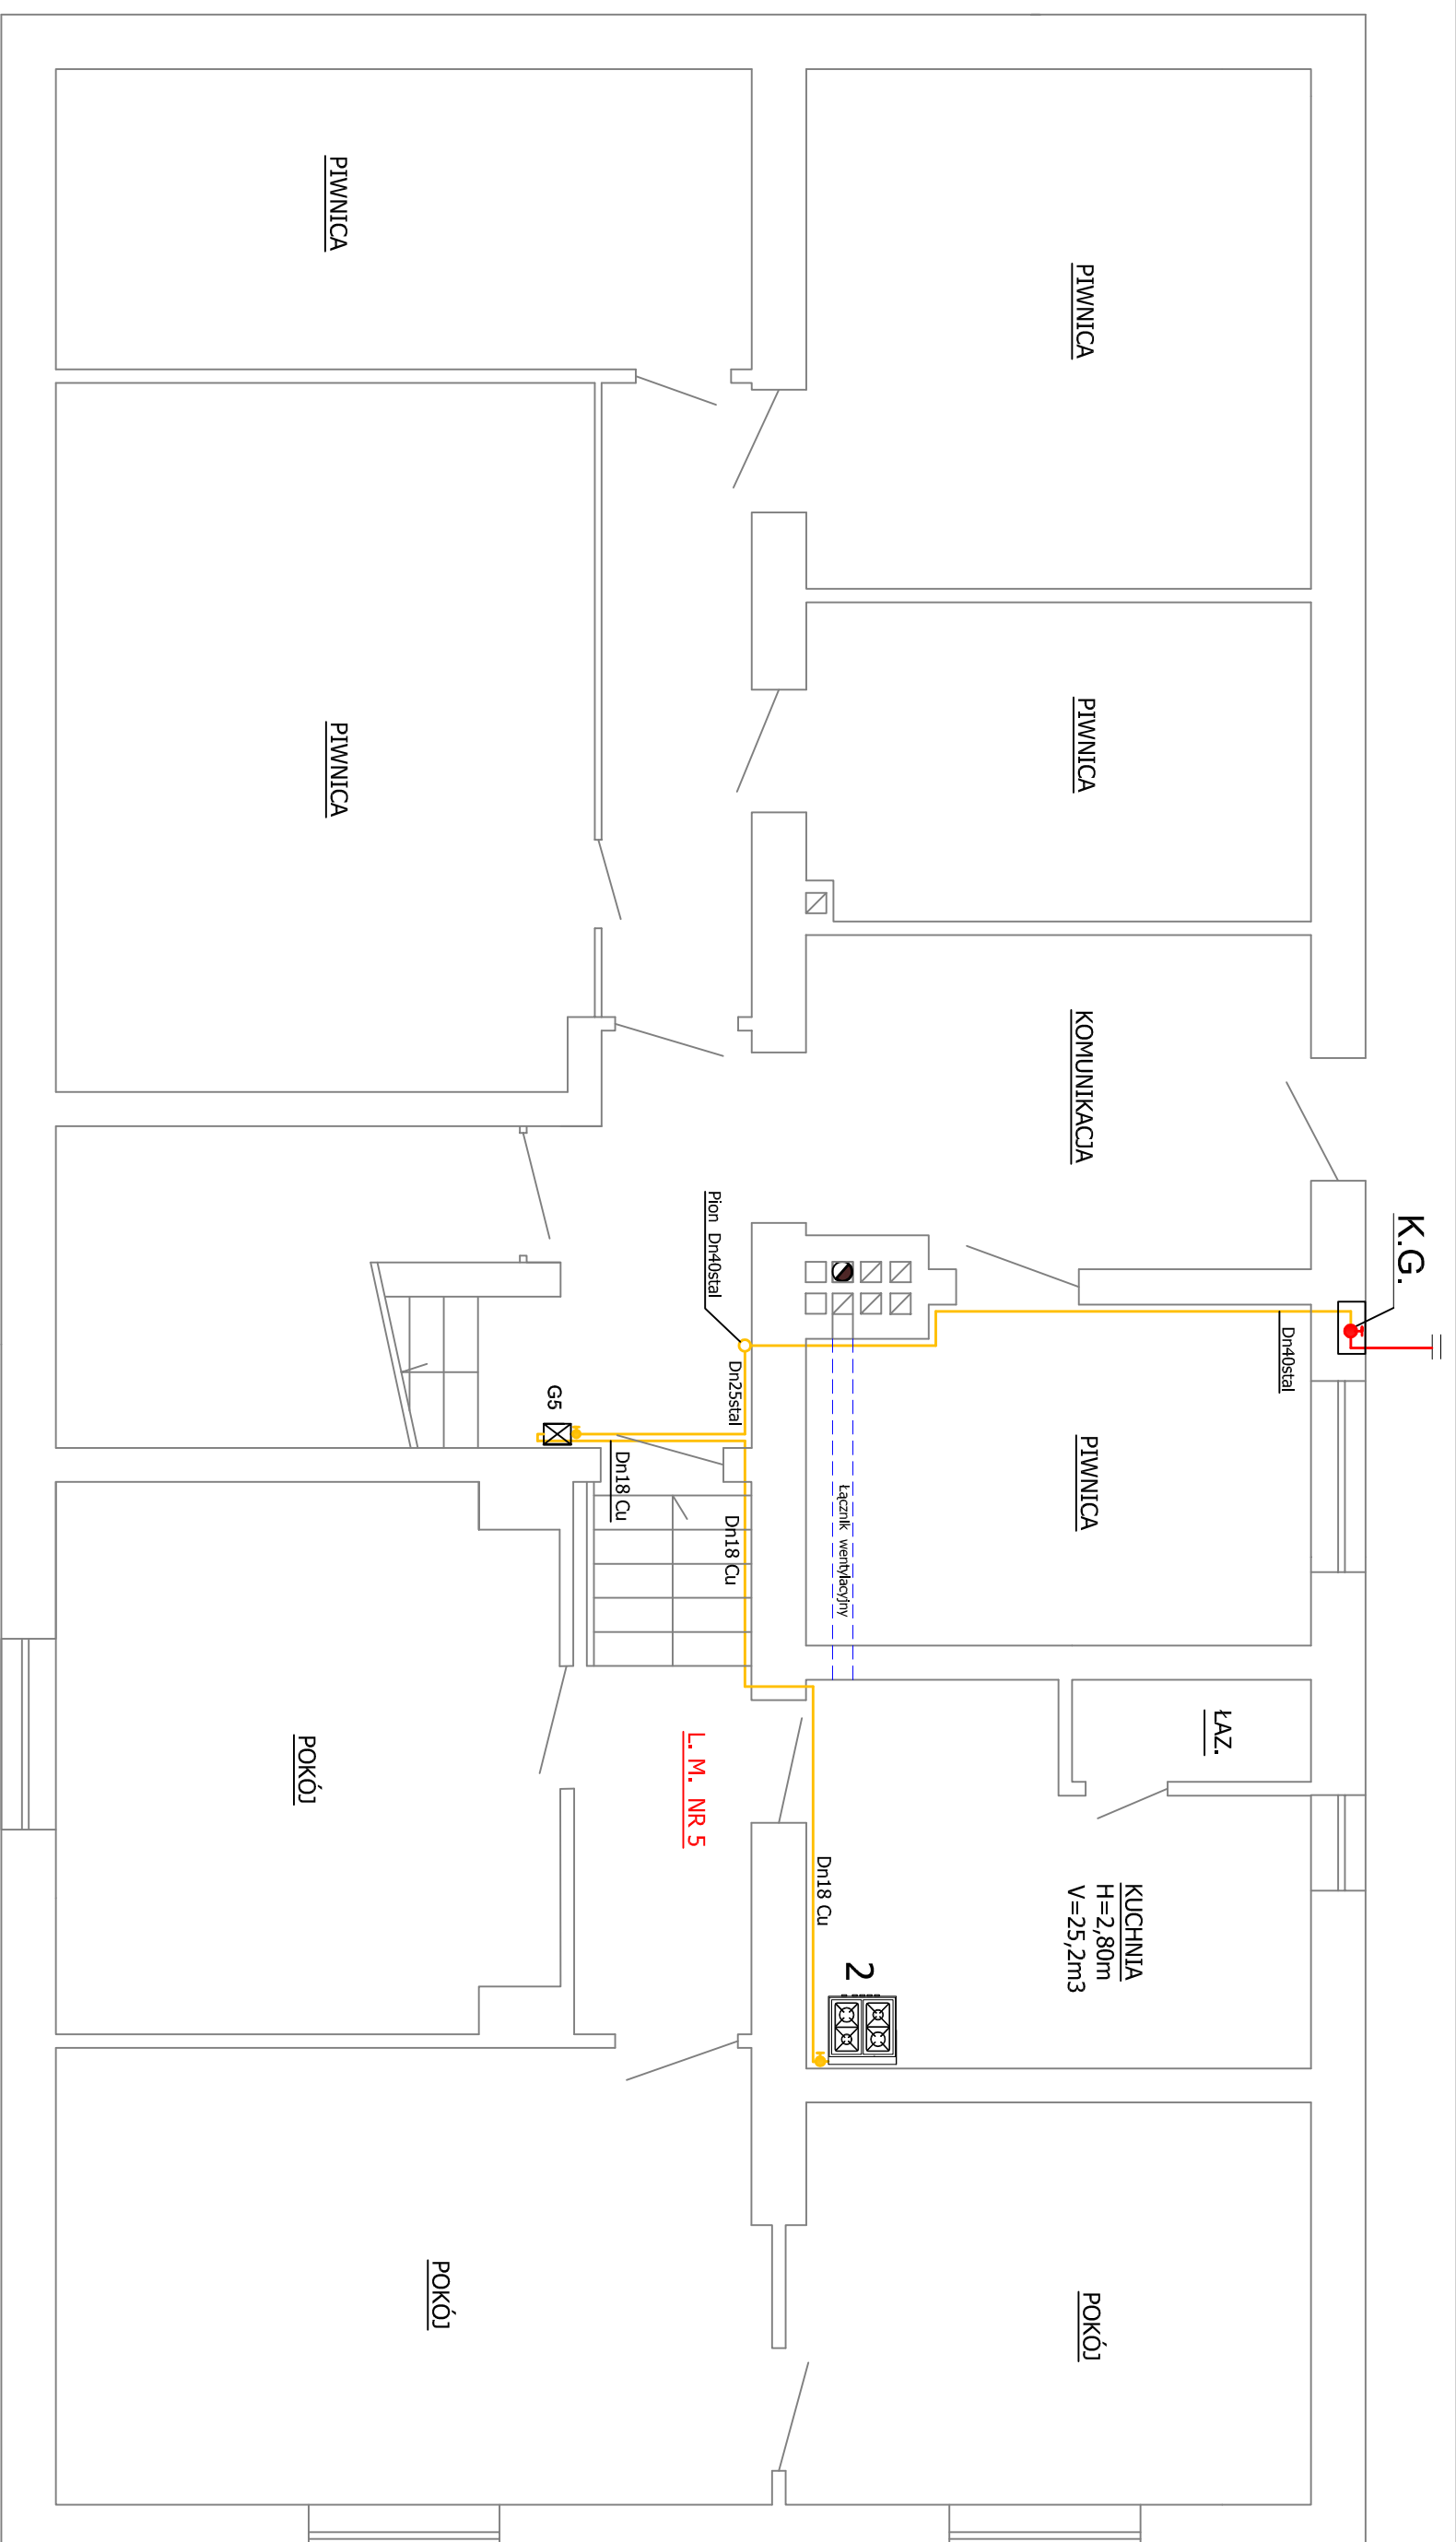 K.G.
PIWNICA
PIWNICA
PIWNICA
PIWNICA
KOMUNIKACJA
Dn40stal
Pion Dn40stal
Dn25stal
G5
Dn18 Cu
Dn18 Cu
PIWNICA
Łącznik wentylacyjny
ŁAZ.
L. M. NR 5
POKÓJ
KUCHNIA
H=2,80m
V=25,2m3
Dn18 Cu
2
POKÓJ
POKÓJ